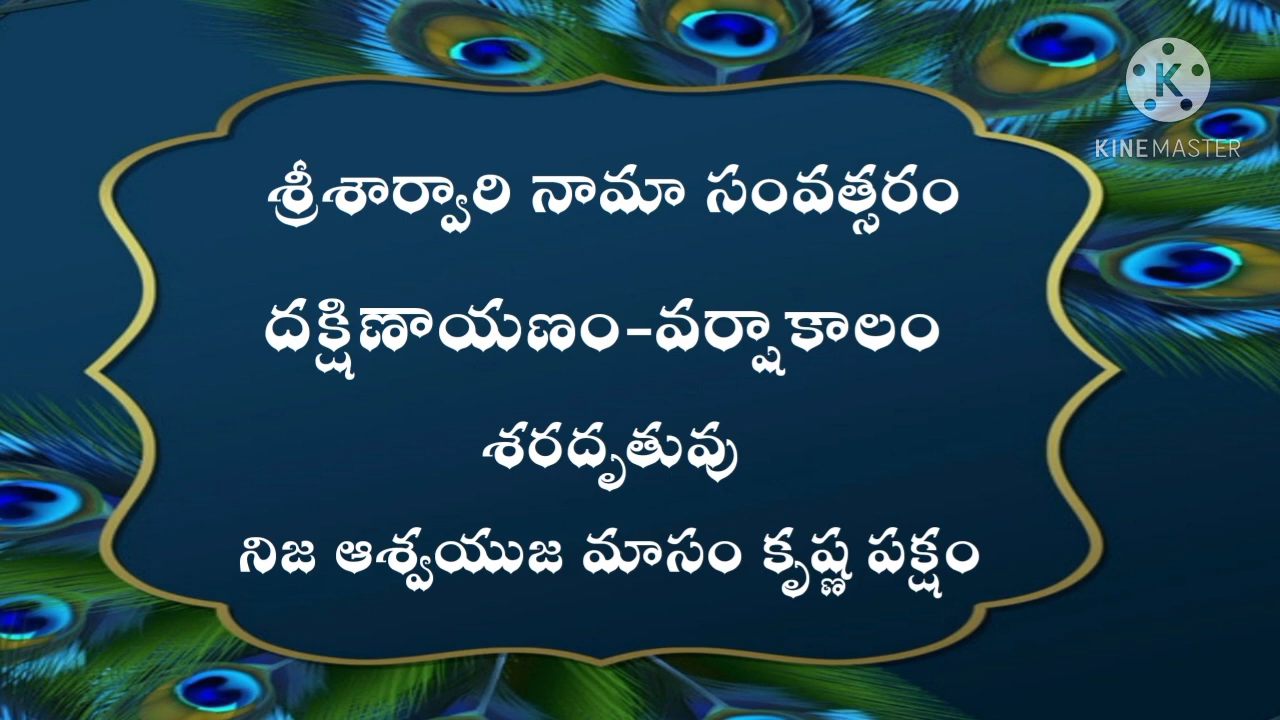 K
KINEMASTER
శ్రీశార్వారి నామా సంవత్సరం
దక్షిణాయణం-వర్షాకాలం
శరదృతువు
నిజ ఆశ్వయుజ మాసం కృష్ణ పక్షం